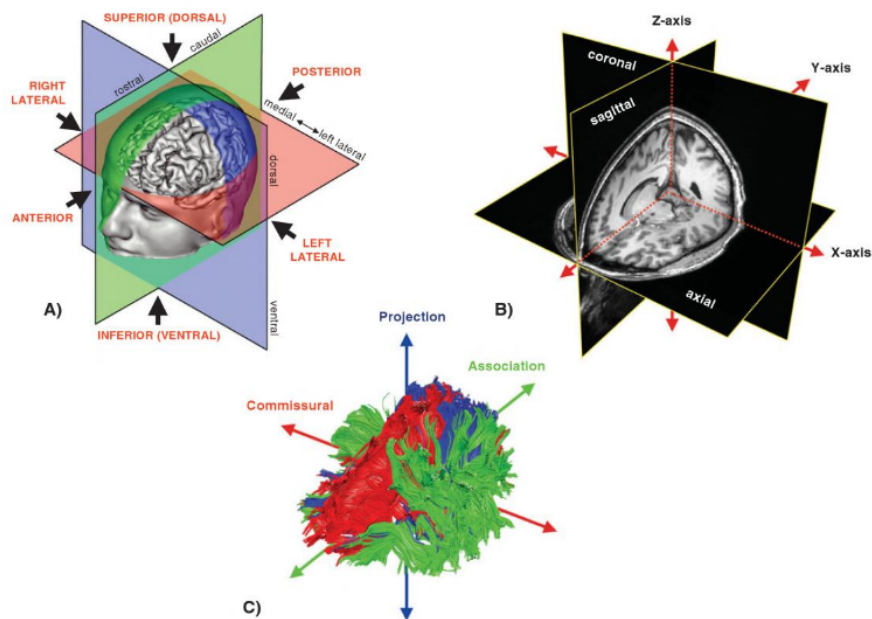 SUPERIOR (DORSAL)
caudal
rostral
RIGHT
LATERAL
POSTERIOR
medial
left lateral
dorsal
ANTERIOR
LEFT
LATERAL
ventral
A)
INFERIOR (VENTRAL)
Z-axis
coronal
Y-axis
sagittal
X-axis
axial
B)
Projection
Association
Commissural
C)